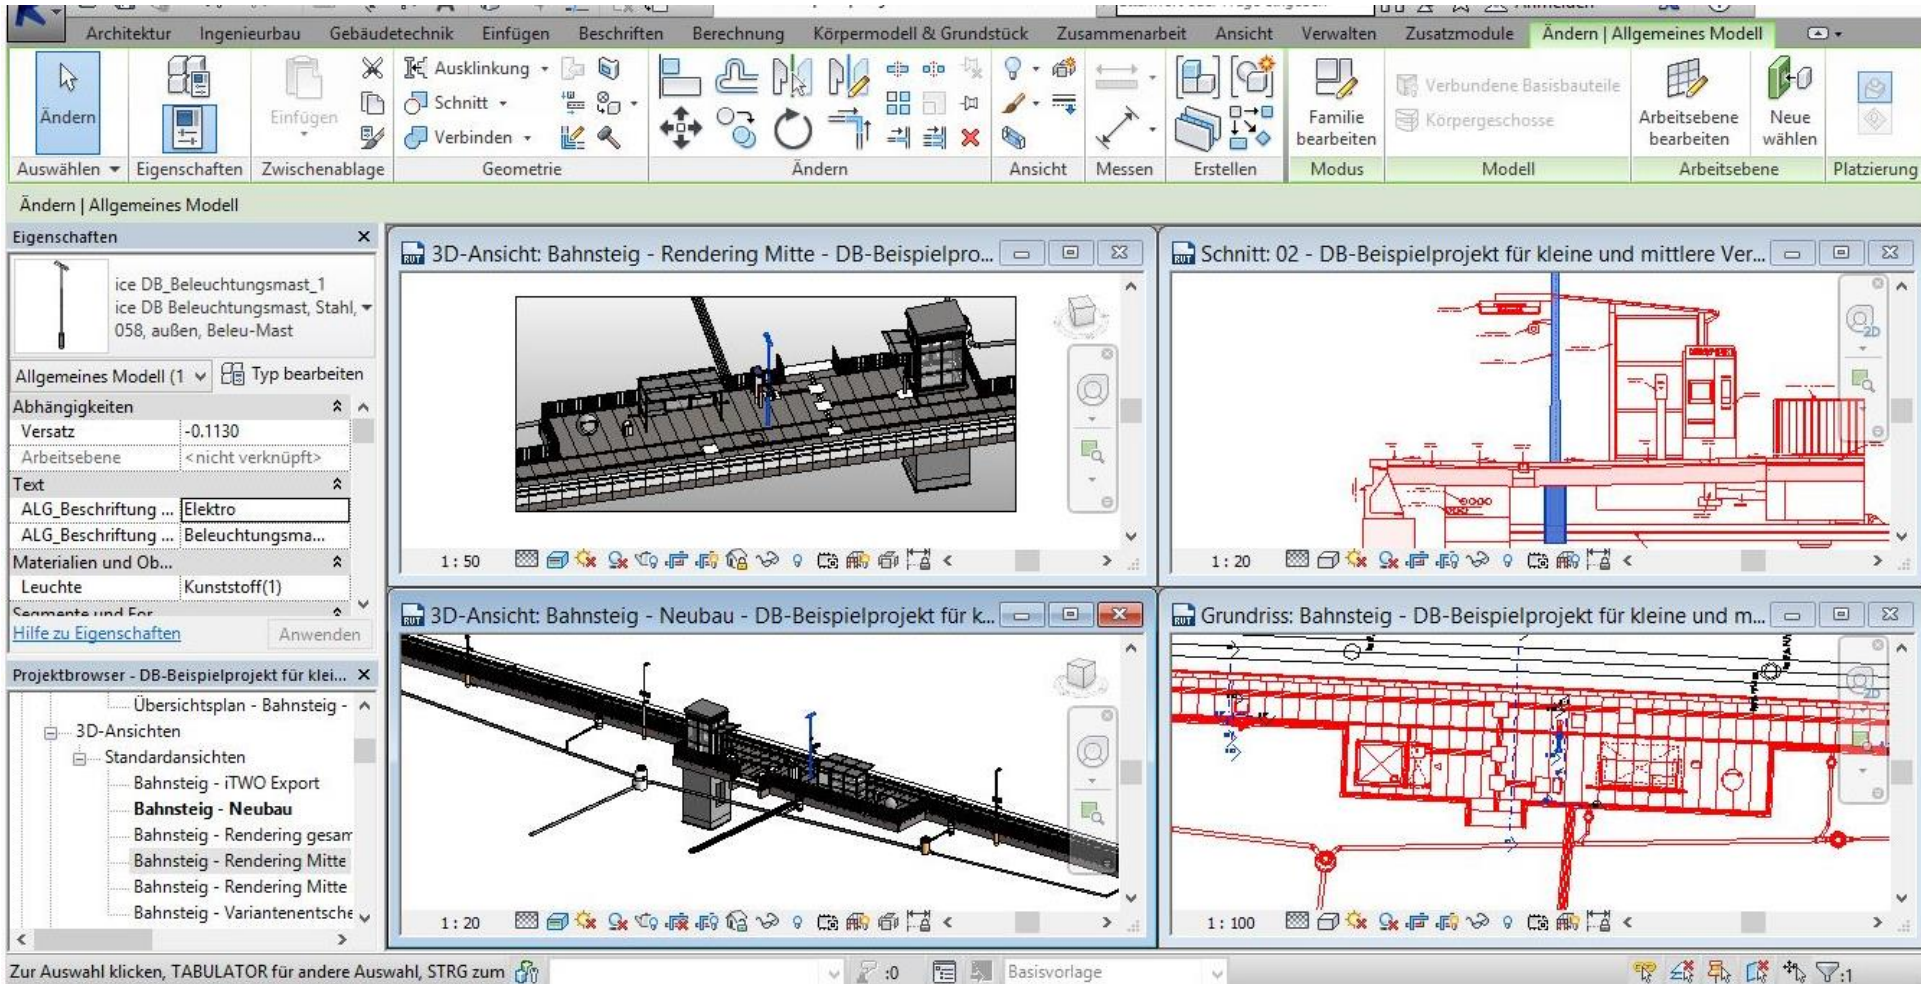 Anmelden
Architektur Ingenieurbau Gebäudetechnik Einfügen Beschriften Berechnung Körpermodell & Grundstück Zusammenarbeit Ansicht Verwalten Zusatzmodule Ändern | Allgemeines Modell
Ändern
Einfügen
Ausklinkung
Schnitt
Verbinden
Familie
bearbeiten
Verbundene Basisbauteile
Körpergeschosse
Arbeitsebene
bearbeiten
Neue
wählen
Auswählen Eigenschaften Zwischenablage Geometrie Ändern Ansicht Messen Erstellen Modus Modell Arbeitsebene Platzierung
Ändern | Allgemeines Modell
Eigenschaften
ice DB_Beleuchtungsmast_1
ice DB Beleuchtungsmast, Stahl,
058, außen, Beleu-Mast
Allgemeines Modell (1 Typ bearbeiten
Abhängigkeiten
Versatz -0.1130
Arbeitsebene <nicht verknüpft>
Text
ALG_Beschriftung ... Elektro
ALG_Beschriftung ... Beleuchtungsma...
Materialien und Ob...
Leuchte Kunststoff(1)
Segmente und For
Hilfe zu Eigenschaften Anwenden
Projektbrowser - DB-Beispielprojekt für klei...
Übersichtsplan - Bahnsteig -
3D-Ansichten
Standardansichten
Bahnsteig - iTWO Export
Bahnsteig - Neubau
Bahnsteig - Rendering gesam
Bahnsteig - Rendering Mitte
Bahnsteig - Rendering Mitte
Bahnsteig - Variantenentsche
3D-Ansicht: Bahnsteig - Rendering Mitte - DB-Beispielpro...
1 : 50
Schnitt: 02 - DB-Beispielprojekt für kleine und mittlere Ver...
2D
1 : 20
3D-Ansicht: Bahnsteig - Neubau - DB-Beispielprojekt für k...
1 : 20
Grundriss: Bahnsteig - DB-Beispielprojekt für kleine und m...
2D
1 : 100
Zur Auswahl klicken, TABULATOR für andere Auswahl, STRG zum :0 Basisvorlage :1